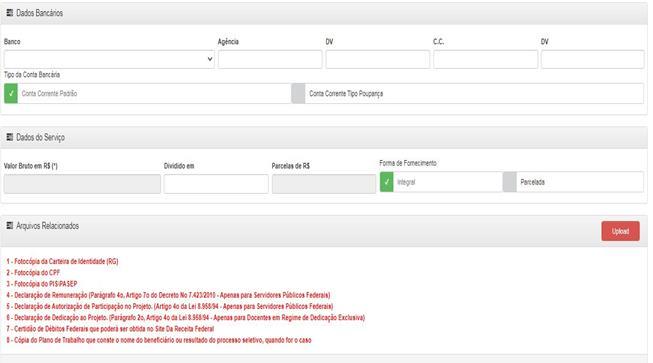 Dados Bancários
Banco Agência DV C.C. DV
Tipo da Conta Bancária
Conta Corrente Padrão Conta Corrente Tipo Poupança
Dados do Serviço
Valor Bruto em R$ (*) Dividido em Parcelas de R$ Forma de Fornecimento
Integral Parcelada
Arquivos Relacionados Upload
1 - Fotocópia da Carteira de Identidade (RG)
2 - Fotocópia do CPF
3 - Fotocópia do PIS/PASEP
4 - Declaração de Remuneração (Parágrafo 4o, Artigo 7o do Decreto No 7.423/2010 - Apenas para Servidores Públicos Federais)
5 - Declaração de Autorização de Participação no Projeto. (Artigo 4o da Lei 8.958/94 - Apenas para Servidores Públicos Federais)
6 - Declaração de Dedicação ao Projeto. (Parágrafo 2o, Artigo 4o da Lei 8.958/94 - Apenas para Docentes em Regime de Dedicação Exclusiva)
7 - Certidão de Débitos Federais que poderá ser obtida no Site Da Receita Federal
8 - Cópia do Plano de Trabalho que conste o nome do beneficiário ou resultado do processo seletivo, quando for o caso